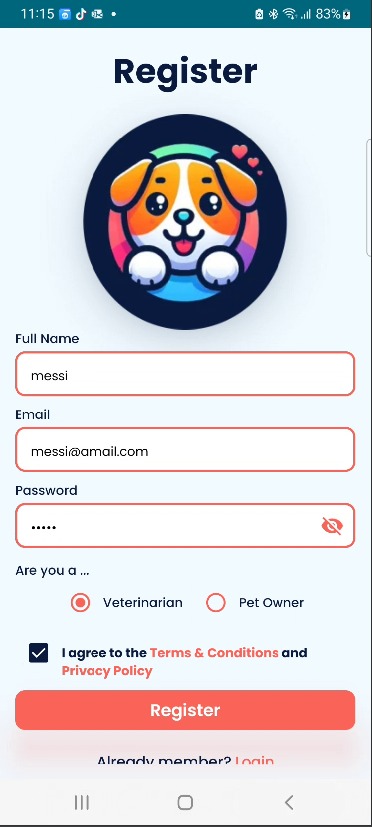 11:15 83%
Register
Full Name
messi
Email
messi@amail.com
Password
•••••
Are you a ...
Veterinarian Pet Owner
I agree to the Terms & Conditions and
Privacy Policy
Register
Already member? Login